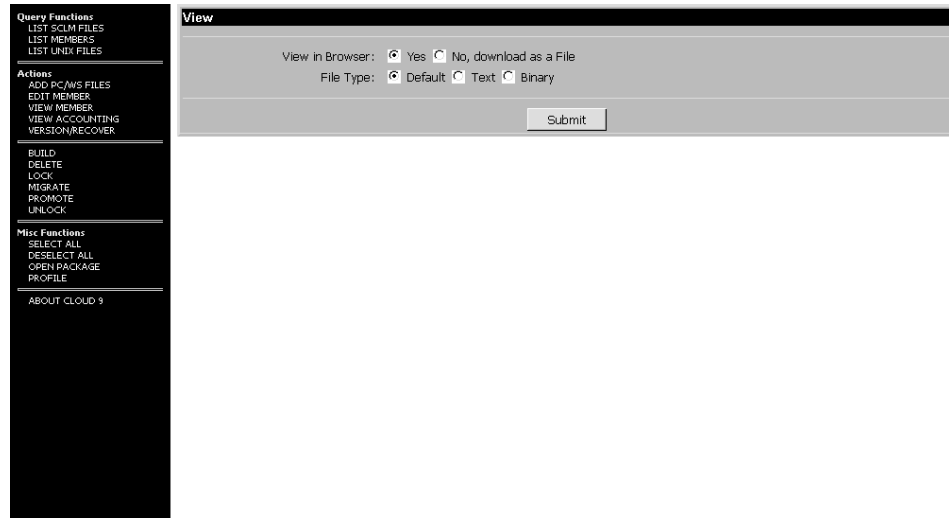 Query Functions
LIST SCLM FILES
LIST MEMBERS
LIST UNIX FILES
Actions
ADD PC/WS FILES
EDIT MEMBER
VIEW MEMBER
VIEW ACCOUNTING
VERSION/RECOVER
BUILD
DELETE
LOCK
MIGRATE
PROMOTE
UNLOCK
Misc Functions
SELECT ALL
DESELECT ALL
OPEN PACKAGE
PROFILE
ABOUT CLOUD 9
View
View in Browser: Yes No, download as a File
File Type: Default Text Binary
Submit